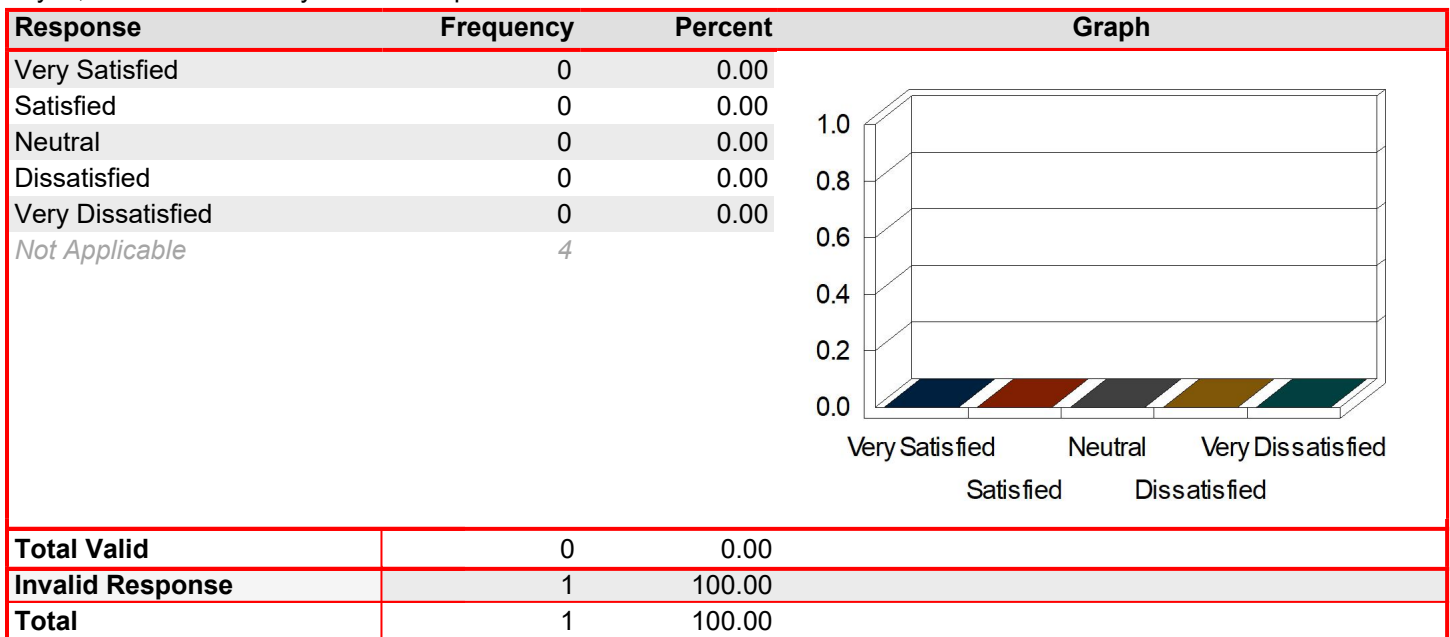 Response Frequency Percent Graph
Very Satisfied 0 0.00
Satisfied 0 0.00
Neutral 0 0.00
Dissatisfied 0 0.00
Very Dissatisfied 0 0.00
Not Applicable 4
1.0
0.8
0.6
0.4
0.2
0.0
Very Satisfied Neutral Very Dissatisfied
Satisfied Dissatisfied
Total Valid 0 0.00
Invalid Response 1 100.00
Total 1 100.00